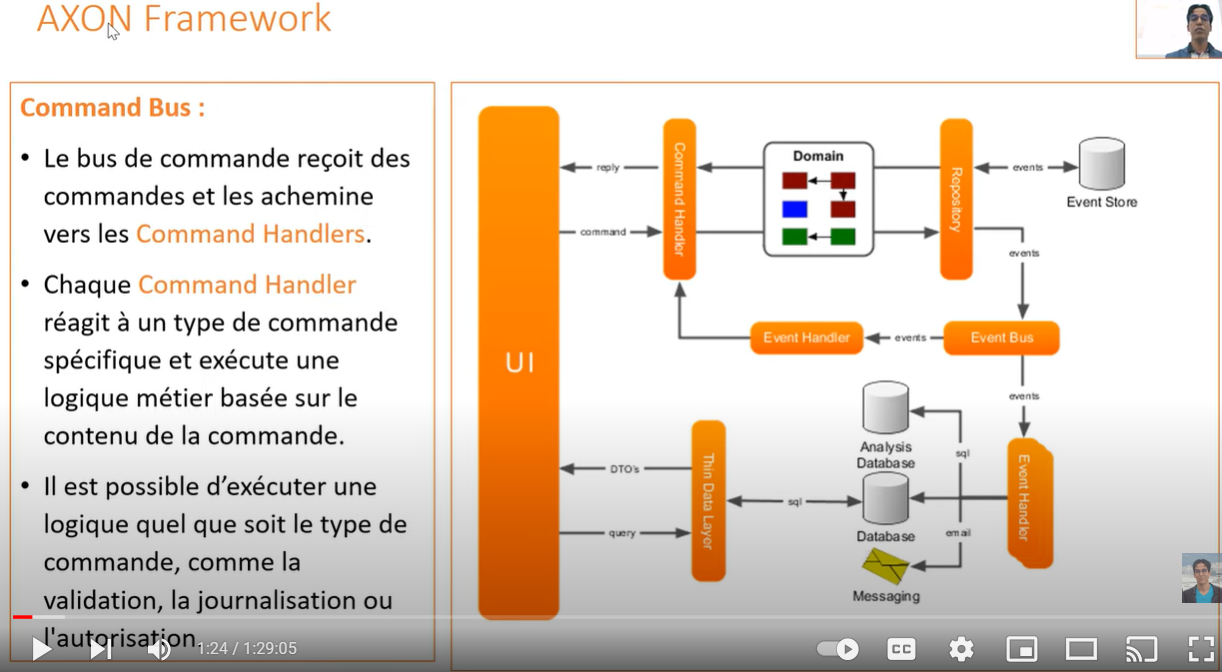 AXON Framework
Command Bus :
• Le bus de commande reçoit des
commandes et les achemine
vers les Command Handlers.
• Chaque Command Handler
réagit à un type de commande
spécifique et exécute une
logique métier basée sur le
contenu de la commande.
• Il est possible d’exécuter une
logique quel que soit le type de
commande, comme la
validation, la journalisation ou
l'autorisation.
UI
reply
command
Command Handler
Domain
Repository
events
Event Store
events
Event Handler
events
Event Bus
events
Analysis
Database
sql
DTO's
Thin Data Layer
sql
Event Handler
query
Database
email
Messaging
1:24 / 1:29:05
CC